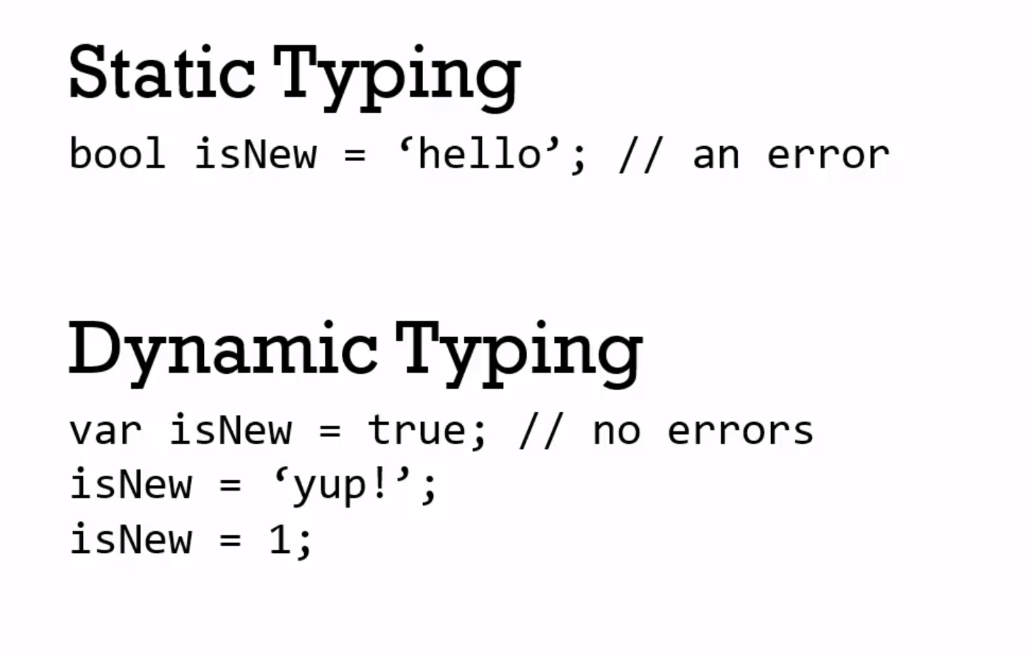 Static Typing
bool isNew = ‘hello’; // an error
Dynamic Typing
var isNew = true; // no errors
isNew = ‘yup!’;
isNew = 1;